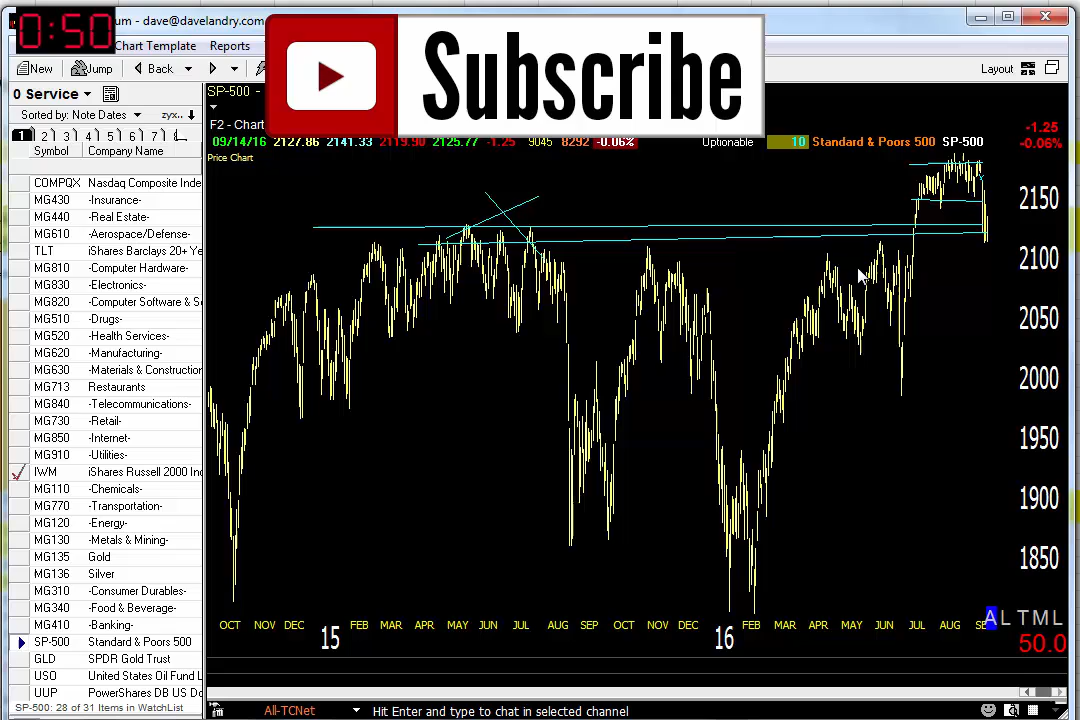 0:50
um - dave@davelandry.com
Subscribe
Chart Template Reports
New Jump Back Layout
0 Service
Sorted by: Note Dates zyx..
1 2 3 4 5 6 7
Symbol Company Name
SP-500 -
F2 - Chart
09/14/16 2127.86 2141.33 2119.90 2125.77 -1.25 9045 8292 -0.06% Optionable 10 Standard & Poors 500 SP-500
-1.25
-0.06%
Price Chart
COMPQX Nasdaq Composite Inde
MG430 -Insurance-
MG440 -Real Estate-
MG610 -Aerospace/Defense-
TLT iShares Barclays 20+ Ye
MG810 -Computer Hardware-
MG830 -Electronics-
MG820 -Computer Software & S
MG510 -Drugs-
MG520 -Health Services-
MG620 -Manufacturing-
MG630 -Materials & Constructior
MG713 Restaurants
MG840 -Telecommunications-
MG730 -Retail-
MG850 -Internet-
MG910 -Utilities-
IWM iShares Russell 2000 Ind
MG110 -Chemicals-
MG770 -Transportation-
MG120 -Energy-
MG130 -Metals & Mining-
MG135 Gold
MG136 Silver
MG310 -Consumer Durables-
MG340 -Food & Beverage-
MG410 -Banking-
SP-500 Standard & Poors 500
GLD SPDR Gold Trust
USO United States Oil Fund L
UUP PowerShares DB US Do
2150
2100
2050
2000
1950
1900
1850
OCT NOV DEC FEB MAR APR MAY JUN JUL AUG SEP OCT NOV DEC FEB MAR APR MAY JUN JUL AUG SE
15 16
A L T M L
50.0
SP-500: 28 of 31 Items in WatchList
All-TCNet Hit Enter and type to chat in selected channel